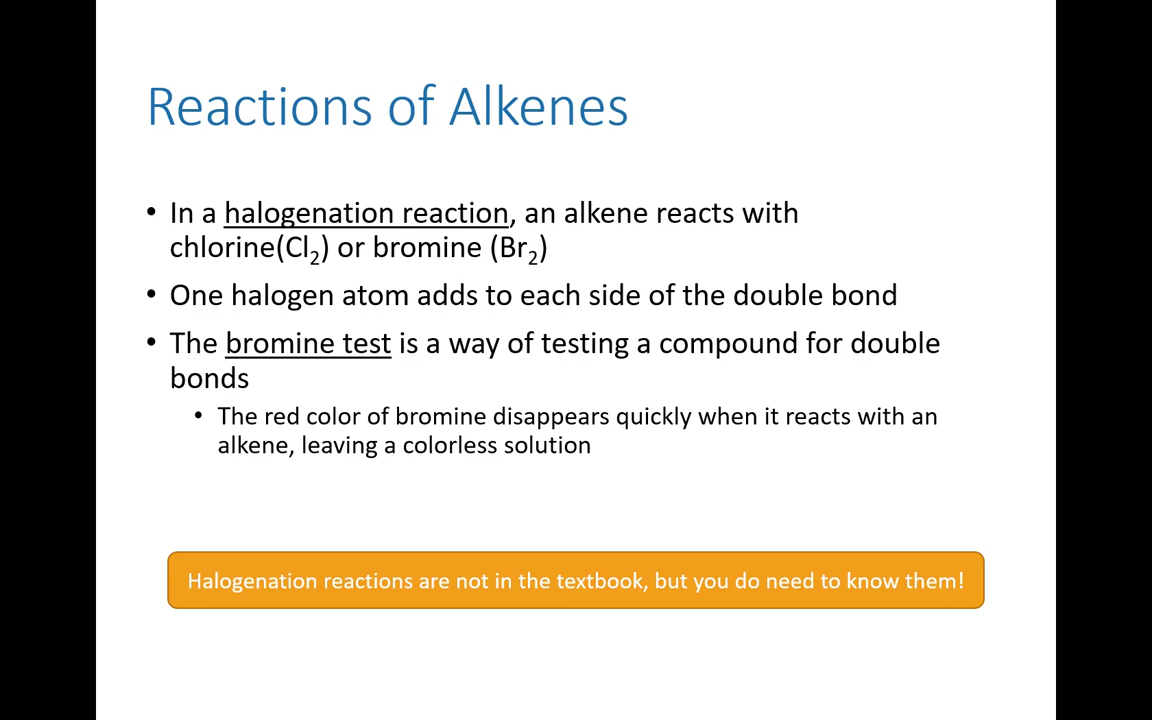 Reactions of Alkenes
• In a halogenation reaction, an alkene reacts with
chlorine(Cl₂) or bromine (Br₂)
• One halogen atom adds to each side of the double bond
• The bromine test is a way of testing a compound for double
bonds
• The red color of bromine disappears quickly when it reacts with an
alkene, leaving a colorless solution
Halogenation reactions are not in the textbook, but you do need to know them!